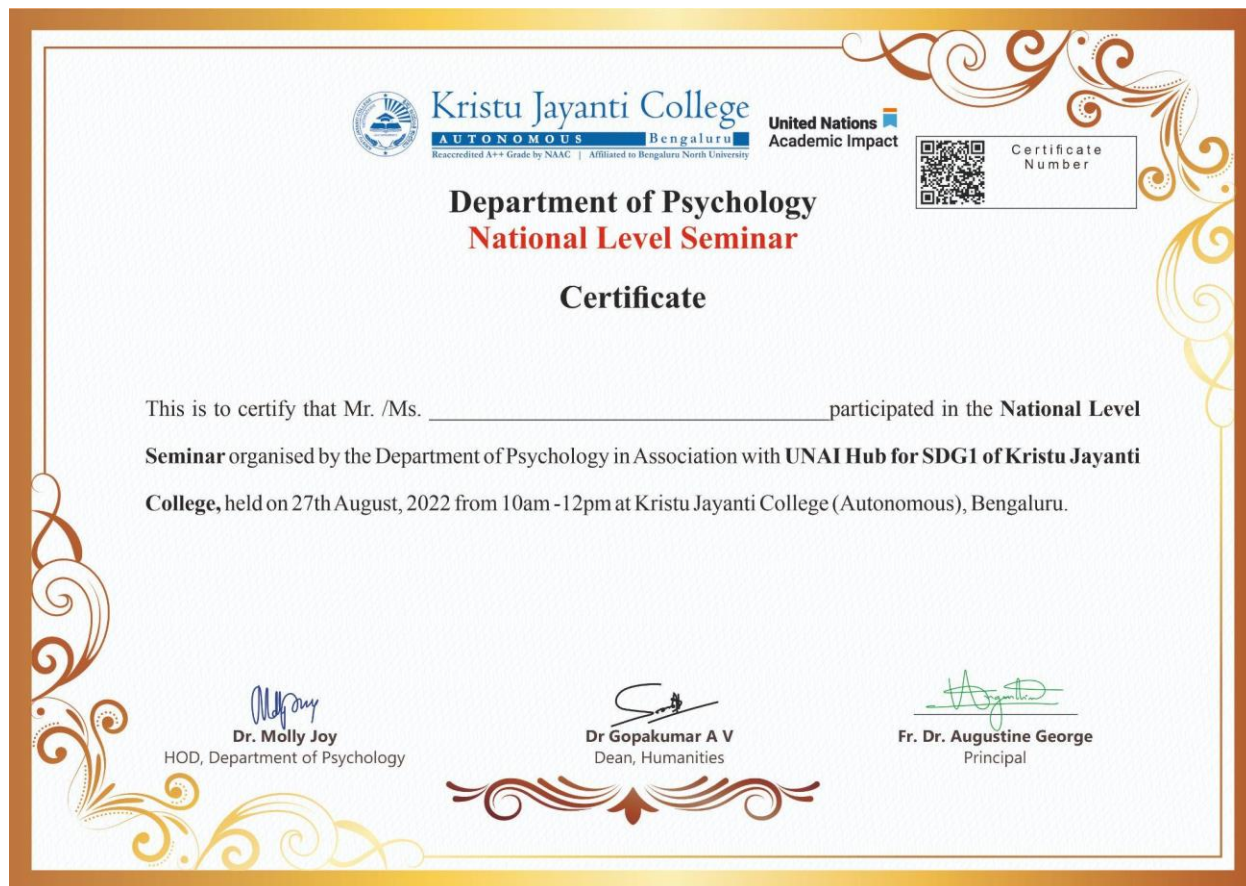 Kristu Jayanti College
AUTONOMOUS Bengaluru
Reaccredited A++ Grade by NAAC | Affiliated to Bengaluru North University
United Nations
Academic Impact
Certificate
Number
Department of Psychology
National Level Seminar
Certificate
This is to certify that Mr. /Ms. ______________________________________participated in the National Level
Seminar organised by the Department of Psychology in Association with UNAI Hub for SDG1 of Kristu Jayanti
College, held on 27th August, 2022 from 10am -12pm at Kristu Jayanti College (Autonomous), Bengaluru.
Dr. Molly Joy
HOD, Department of Psychology
Dr Gopakumar A V
Dean, Humanities
Fr. Dr. Augustine George
Principal